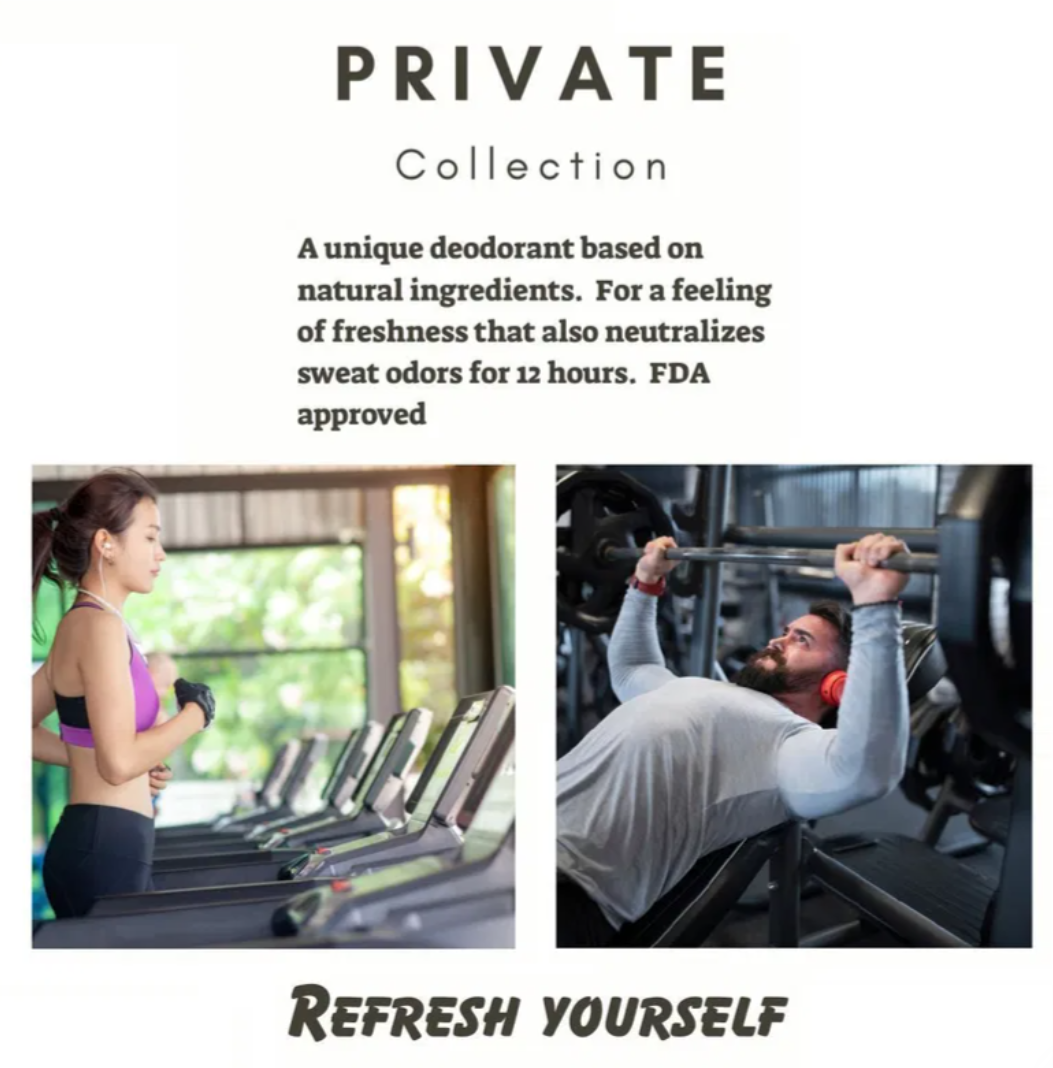 PRIVATE
Collection
A unique deodorant based on
natural ingredients.  For a feeling
of freshness that also neutralizes
sweat odors for 12 hours.  FDA
approved
REFRESH YOURSELF